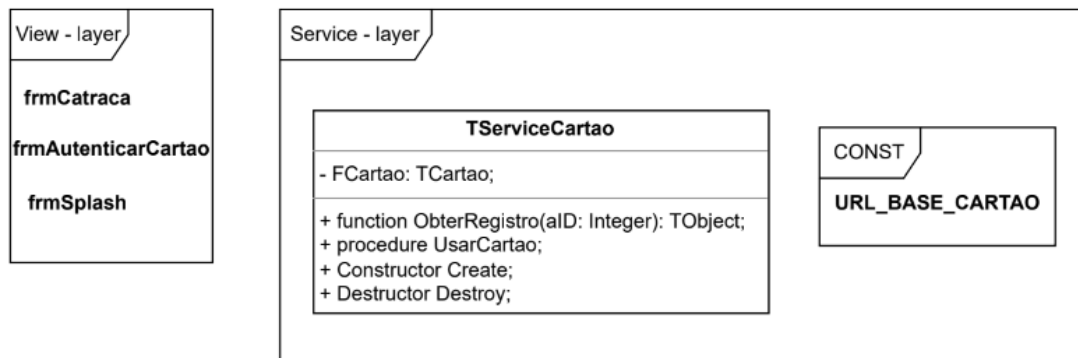 View - layer
frmCatraca
frmAutenticarCartao
frmSplash
Service - layer
TServiceCartao
- FCartao: TCartao;
+ function ObterRegistro(aID: Integer): TObject;
+ procedure UsarCartao;
+ Constructor Create;
+ Destructor Destroy;
CONST
URL_BASE_CARTAO